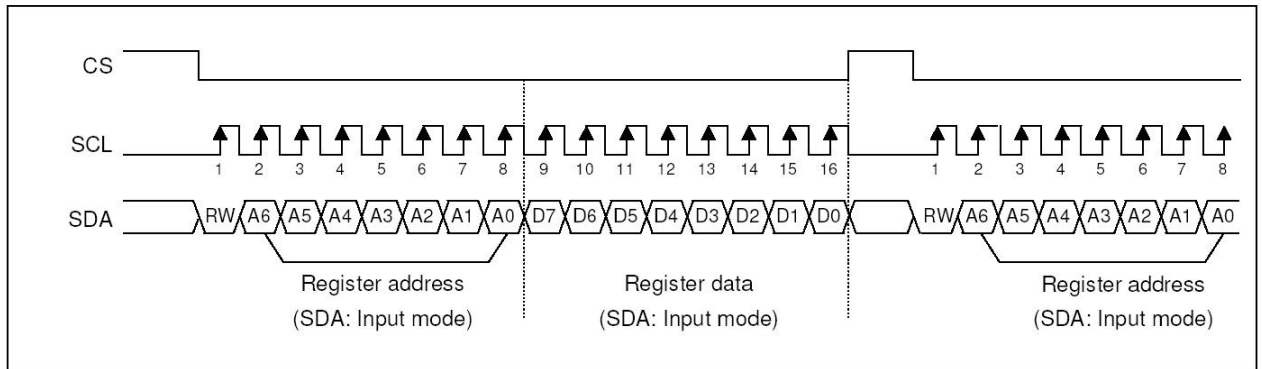 CS
SCL
1 2 3 4 5 6 7 8 9 10 11 12 13 14 15 16 1 2 3 4 5 6 7 8
SDA RW A6 A5 A4 A3 A2 A1 A0 D7 D6 D5 D4 D3 D2 D1 D0 RW A6 A5 A4 A3 A2 A1 A0
Register address Register data Register address
(SDA: Input mode) (SDA: Input mode) (SDA: Input mode)